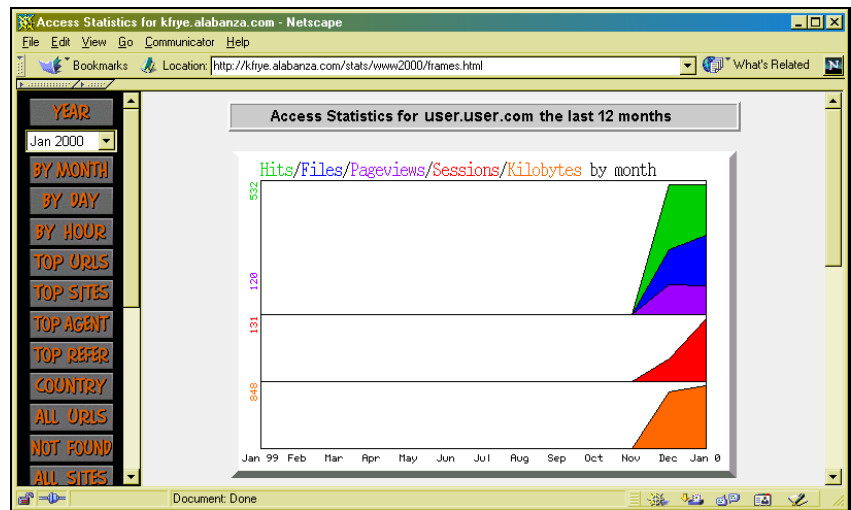 Access Statistics for kfrye.alabanza.com - Netscape
File Edit View Go Communicator Help
Bookmarks Location: http://kfrye.alabanza.com/stats/www2000/frames.html What's Related N
YEAR
Jan 2000
BY MONTH
BY DAY
BY HOUR
TOP URLS
TOP SITES
TOP AGENT
TOP REFER
COUNTRY
ALL URLS
NOT FOUND
ALL SITES
Access Statistics for user.user.com the last 12 months
Hits/Files/Pageviews/Sessions/Kilobytes by month
532
120
131
848
Jan 99 Feb Mar Apr May Jun Jul Aug Sep Oct Nov Dec Jan 0
Document: Done